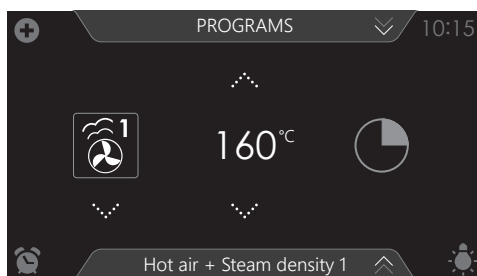 PROGRAMS
10:15
1
160°C
Hot air + Steam density 1